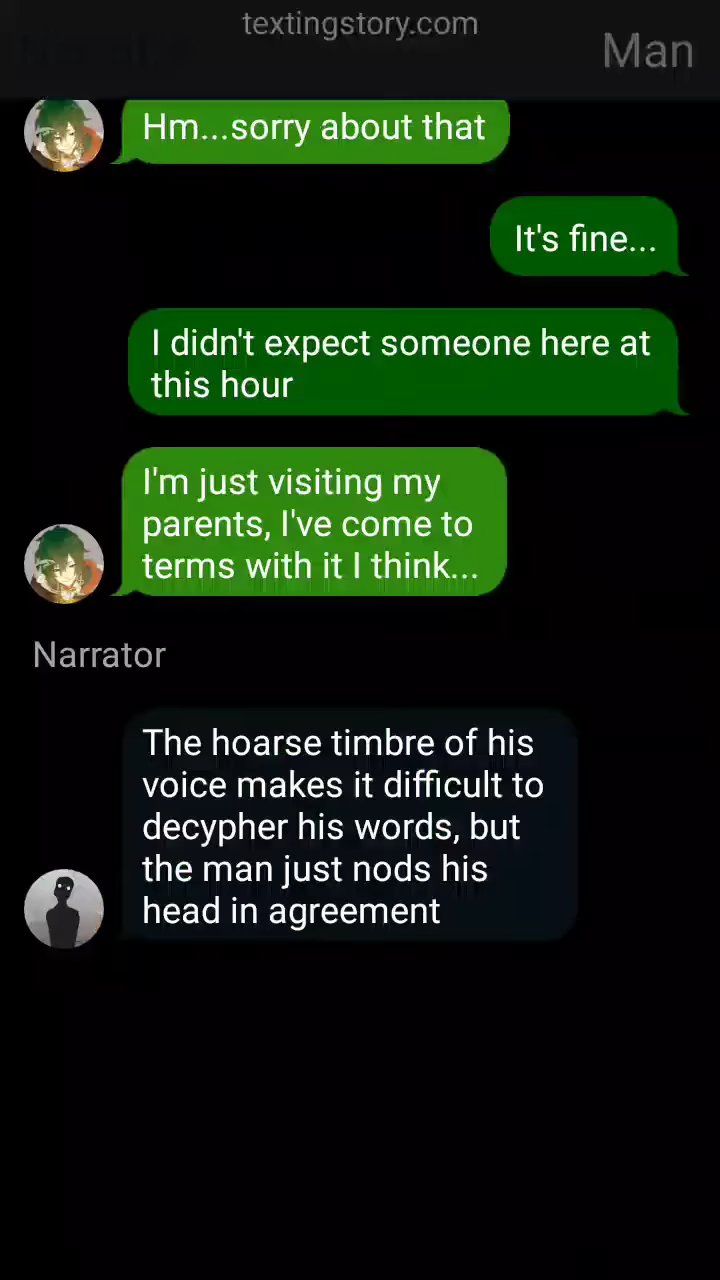 textingstory.com
Man
Hm...sorry about that
It's fine...
I didn't expect someone here at
this hour
I'm just visiting my
parents, I've come to
terms with it I think...
Narrator
The hoarse timbre of his
voice makes it difficult to
decypher his words, but
the man just nods his
head in agreement